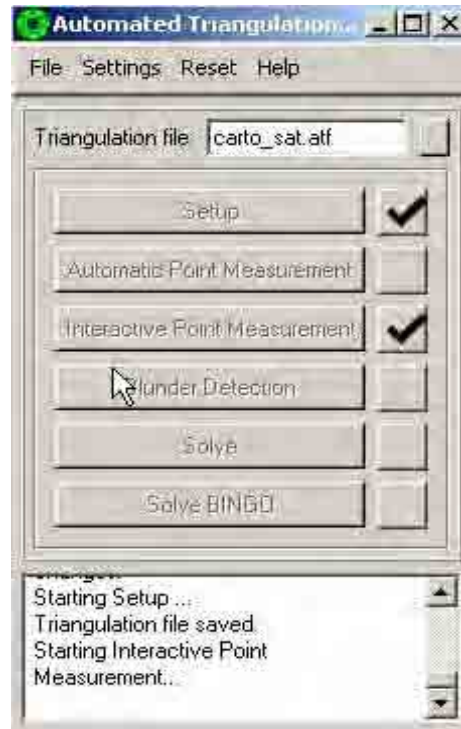 Automated Triangulation...
File Settings Reset Help
Triangulation file carto_sat.atf
Setup
Automatic Point Measurement
Interactive Point Measurement
Blunder Detection
Solve
Solve BINGO
Starting Setup ...
Triangulation file saved.
Starting Interactive Point
Measurement...